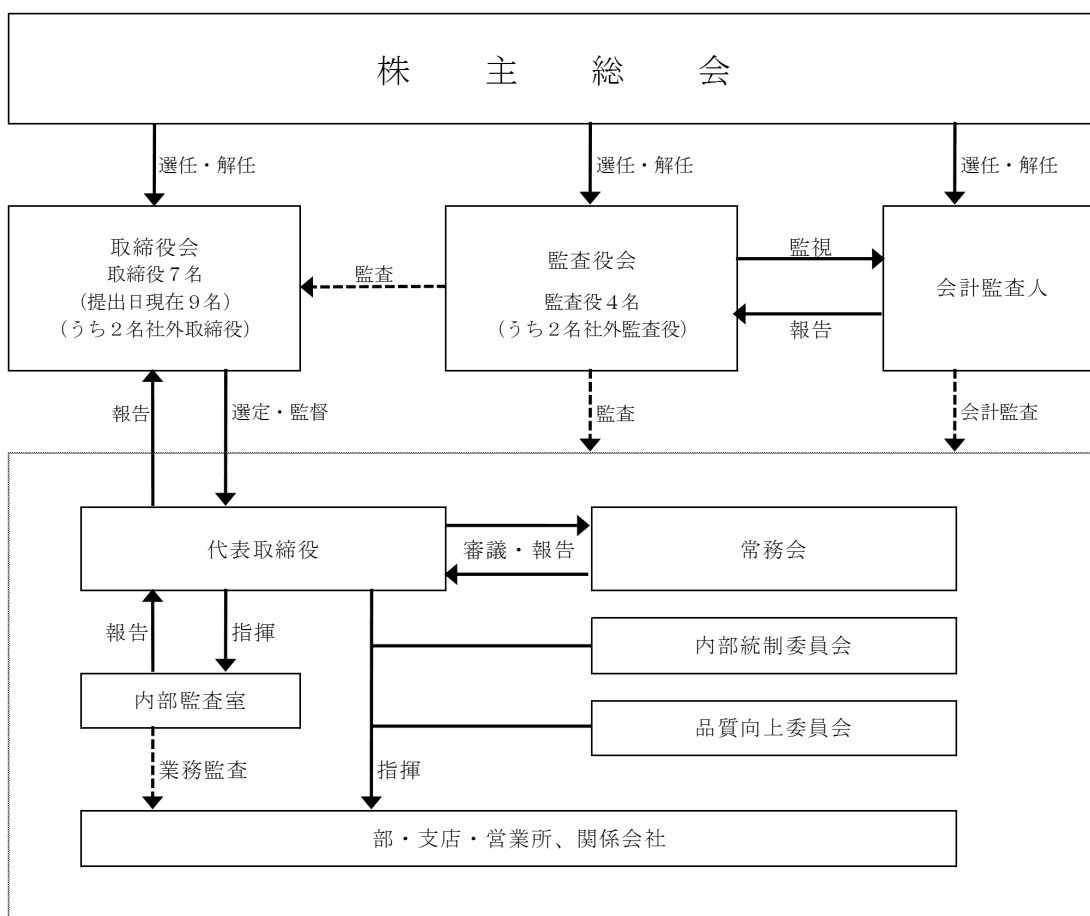 株主総会
選任・解任
選任・解任
選任・解任
取締役会
取締役7名
(提出日現在9名)
(うち2名社外取締役)
監査
監査役会
監査役4名
(うち2名社外監査役)
監視
報告
会計監査人
報告
選定・監督
監査
会計監査
代表取締役
審議・報告
常務会
報告
指揮
内部統制委員会
内部監査室
品質向上委員会
業務監査
指揮
部・支店・営業所、関係会社